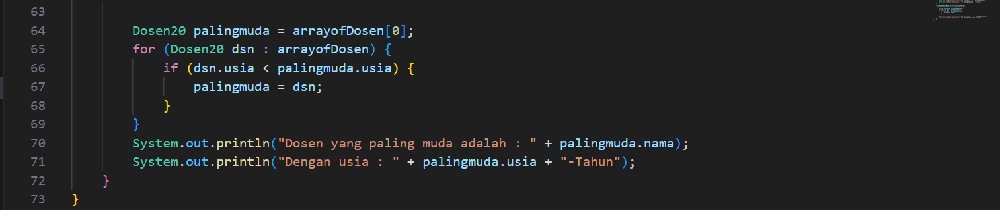 63
64 Dosen20 palingmuda = arrayofDosen[0];
65 for (Dosen20 dsn : arrayofDosen) {
66 if (dsn.usia < palingmuda.usia) {
67 palingmuda = dsn;
68 }
69 }
70 System.out.println("Dosen yang paling muda adalah : " + palingmuda.nama);
71 System.out.println("Dengan usia : " + palingmuda.usia + "-Tahun");
72 }
73 }